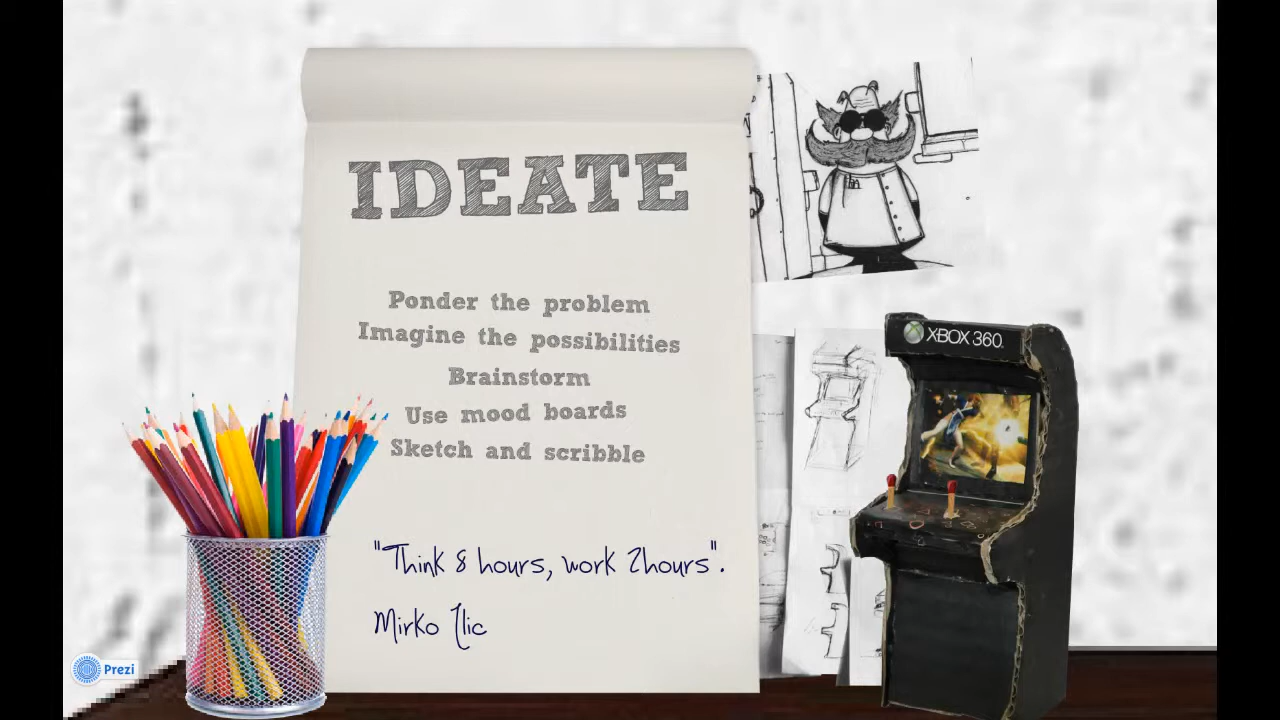 IDEATE
Ponder the problem
Imagine the possibilities
Brainstorm
Use mood boards
Sketch and scribble
"Think 8 hours, work 2hours".
Mirko Ilic
XBOX 360
Prezi